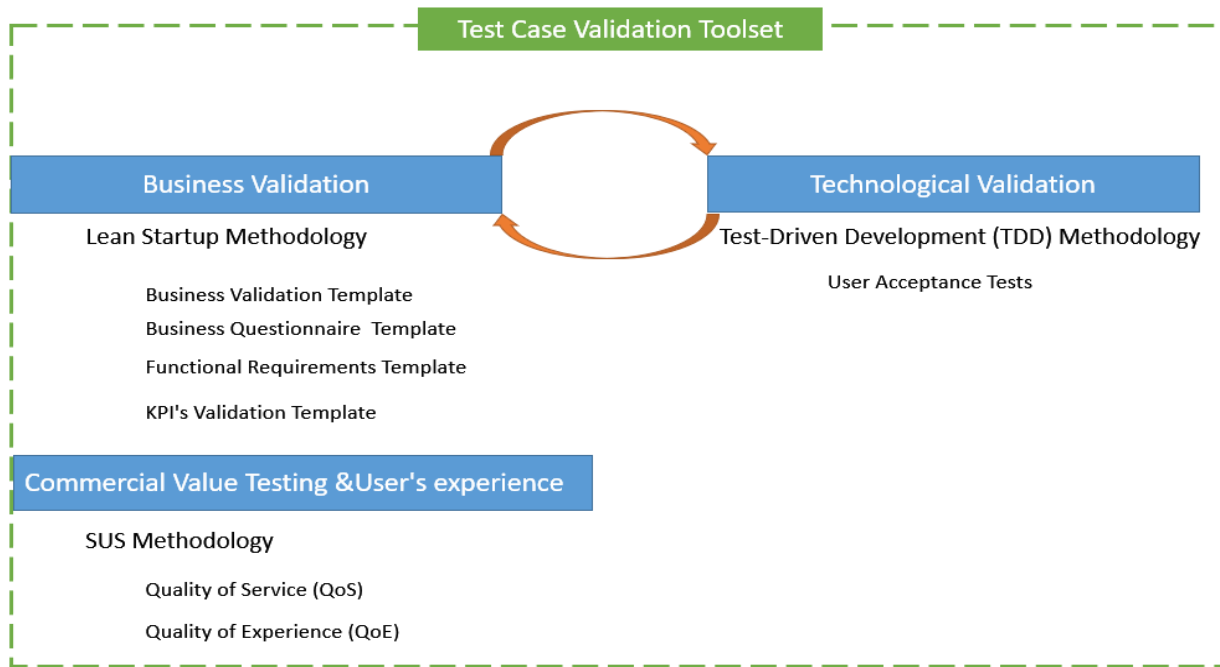 Test Case Validation Toolset
Business Validation
Technological Validation
Lean Startup Methodology
Test-Driven Development (TDD) Methodology
User Acceptance Tests
Business Validation Template
Business Questionnaire  Template
Functional Requirements Template
KPI's Validation Template
Commercial Value Testing &User's experience
SUS Methodology
Quality of Service (QoS)
Quality of Experience (QoE)